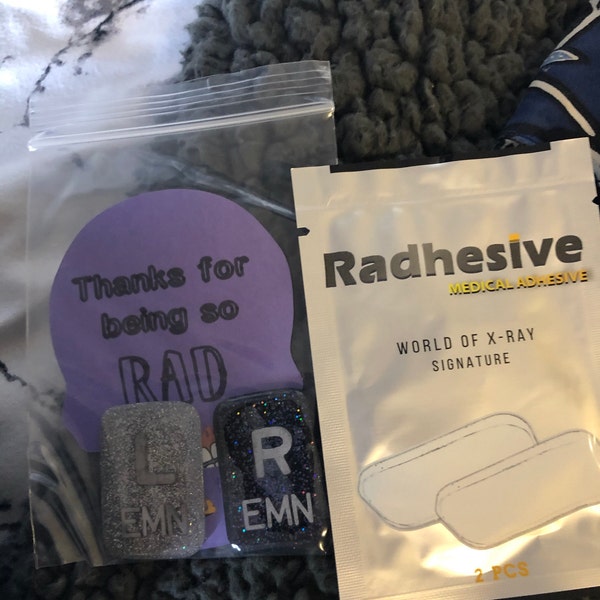 Thanks for
being so
RAD
L
EMN
R
EMN
Radhesive
MEDICAL ADHESIVE
WORLD OF X-RAY
SIGNATURE
2 PCS